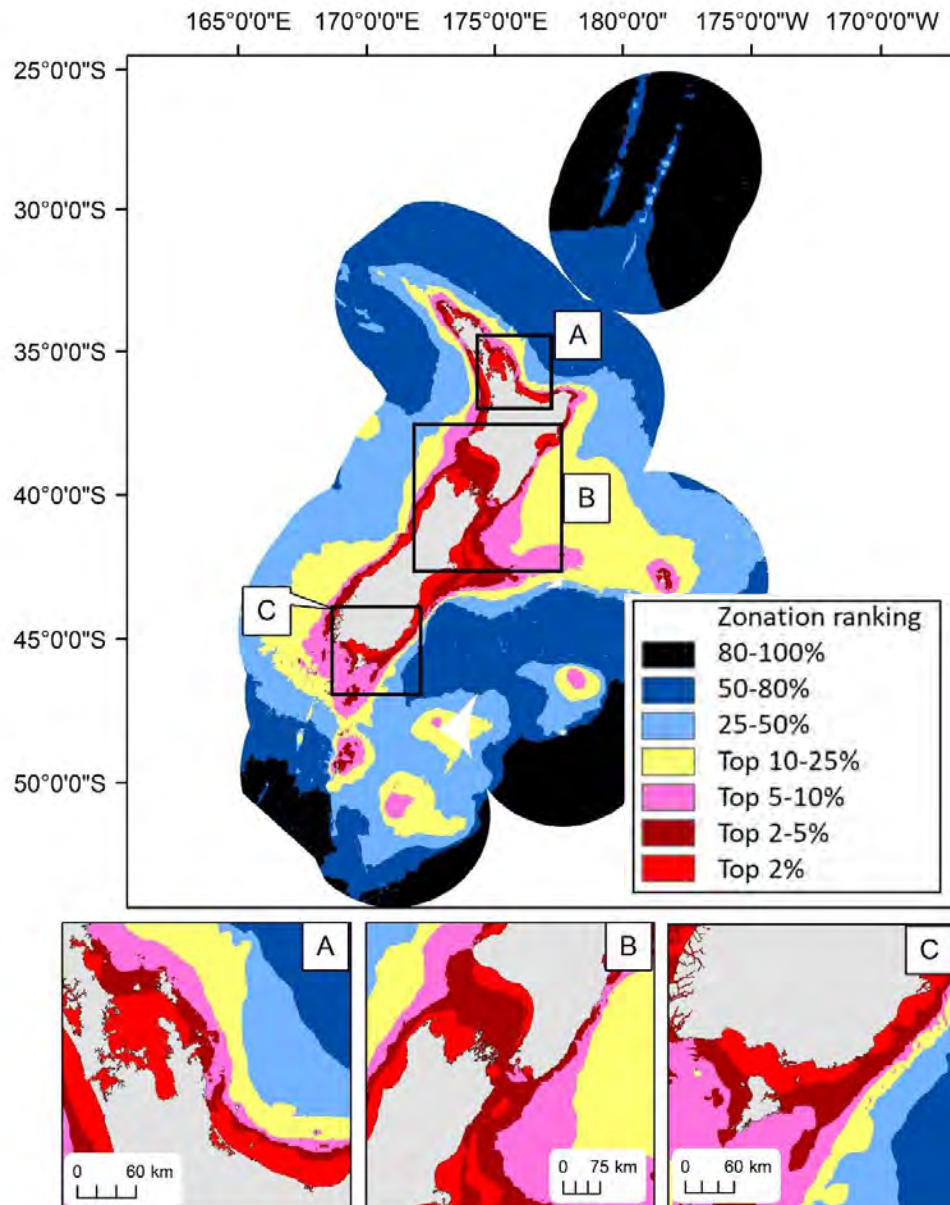 165°0'0"E 170°0'0"E 175°0'0"E 180°0'0" 175°0'0"W 170°0'0"W
25°0'0"S
30°0'0"S
35°0'0"S
40°0'0"S
45°0'0"S
50°0'0"S
A
B
C
Zonation ranking
80-100%
50-80%
25-50%
Top 10-25%
Top 5-10%
Top 2-5%
Top 2%
A
0 60 km
B
0 75 km
C
0 60 km